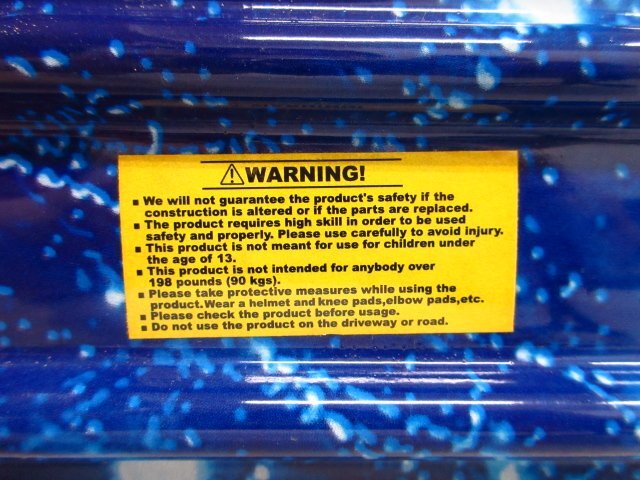 ⚠WARNING!
▪ We will not guarantee the product's safety if the
construction is altered or if the parts are replaced.
▪ The product requires high skill in order to be used
safety and properly. Please use carefully to avoid injury.
▪ This product is not meant for use for children under
the age of 13.
▪ This product is not intended for anybody over
198 pounds (90 kgs).
▪ Please take protective measures while using the
product.Wear a helmet and knee pads,elbow pads,etc.
▪ Please check the product before usage.
▪ Do not use the product on the driveway or road.